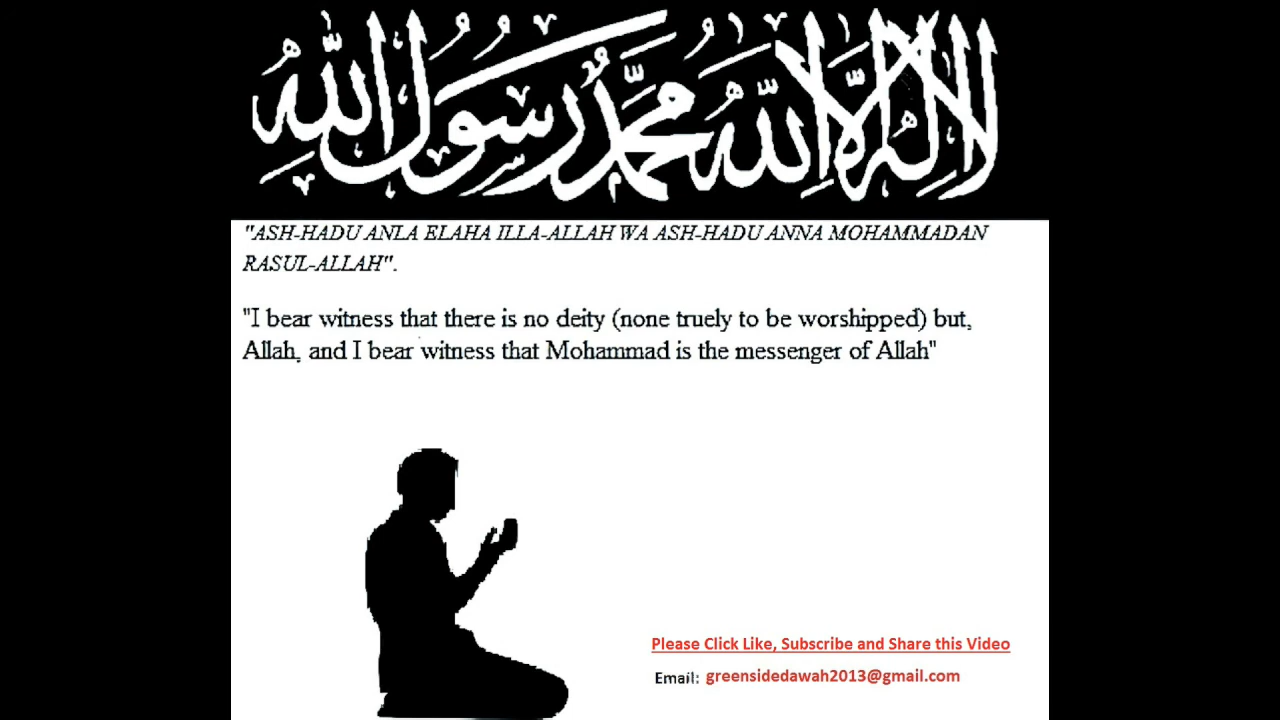 لا إله إلا الله محمد رسول الله
"ASH-HADU ANLA ELAHA ILLA-ALLAH WA ASH-HADU ANNA MOHAMMADAN
RASUL-ALLAH".
"I bear witness that there is no deity (none truely to be worshipped) but,
Allah, and I bear witness that Mohammad is the messenger of Allah"
Please Click Like, Subscribe and Share this Video
Email: greensidedawah2013@gmail.com